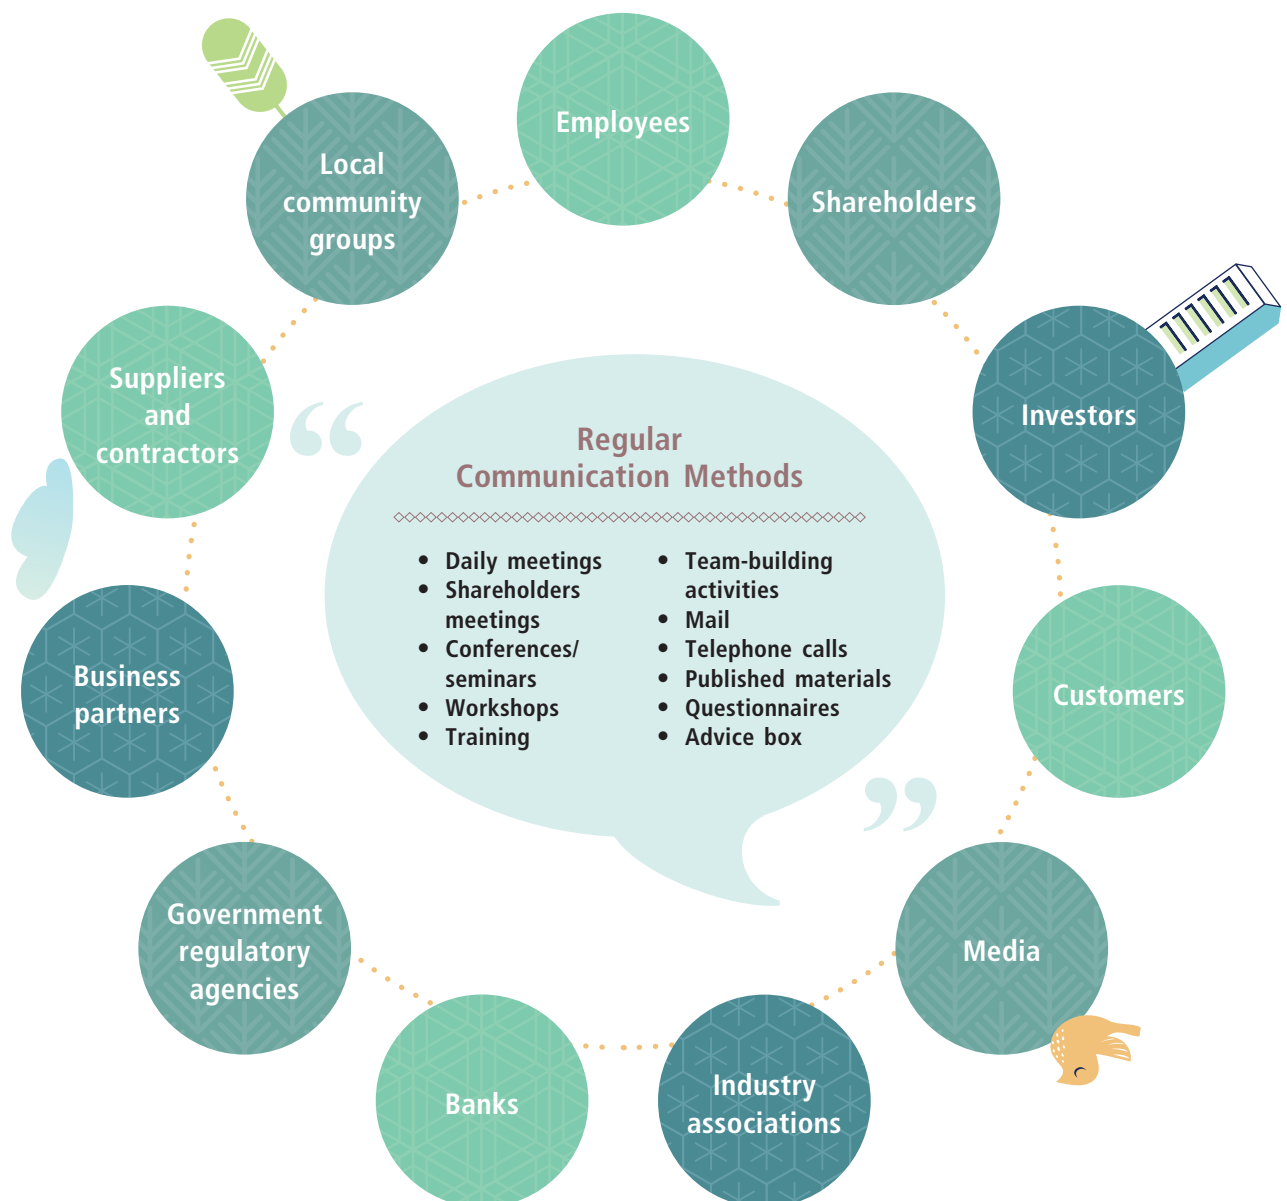 Employees
Shareholders
Investors
Customers
Media
Industry
associations
Banks
Government
regulatory
agencies
Business
partners
Suppliers
and
contractors
Local
community
groups
“
Regular
Communication Methods
• Daily meetings
• Shareholders
meetings
• Conferences/
seminars
• Workshops
• Training
• Team-building
activities
• Mail
• Telephone calls
• Published materials
• Questionnaires
• Advice box
”